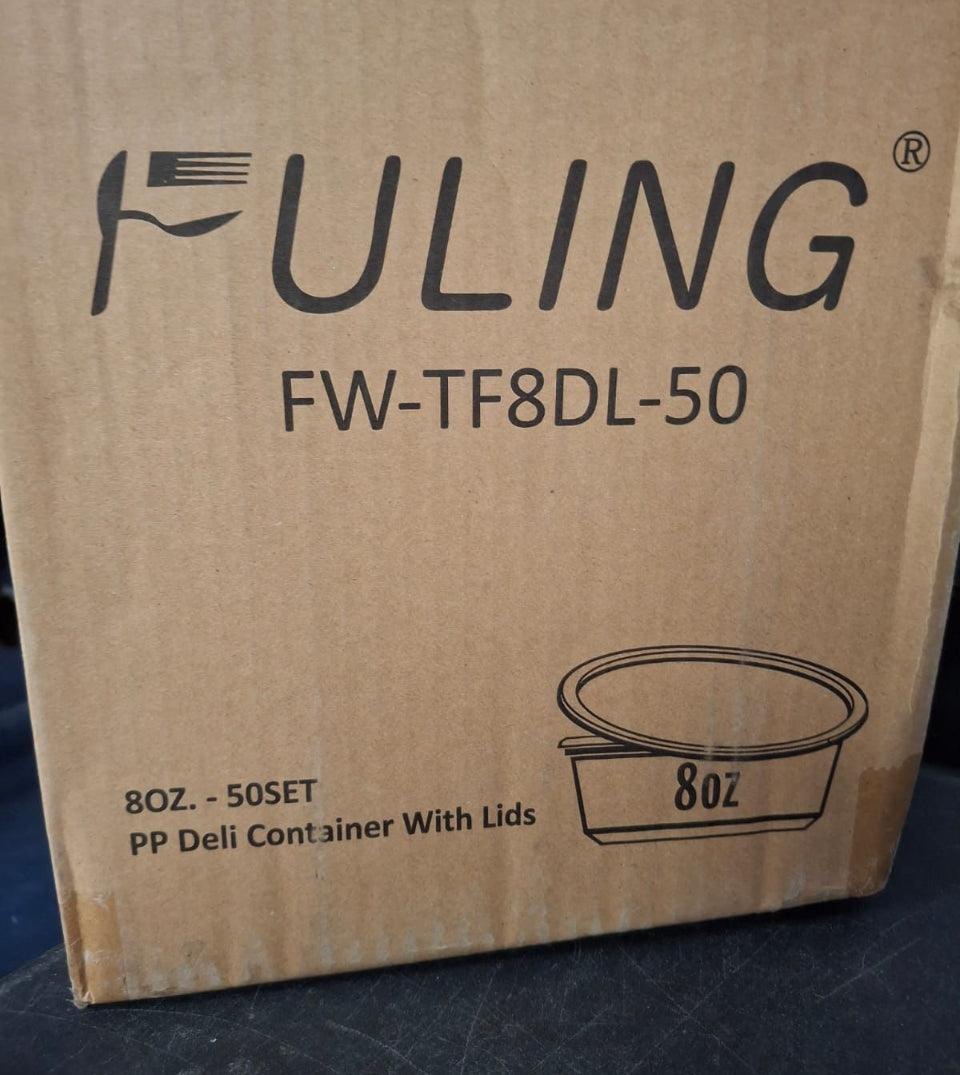 FULING®
FW-TF8DL-50
8OZ. - 50SET
PP Deli Container With Lids
8OZ